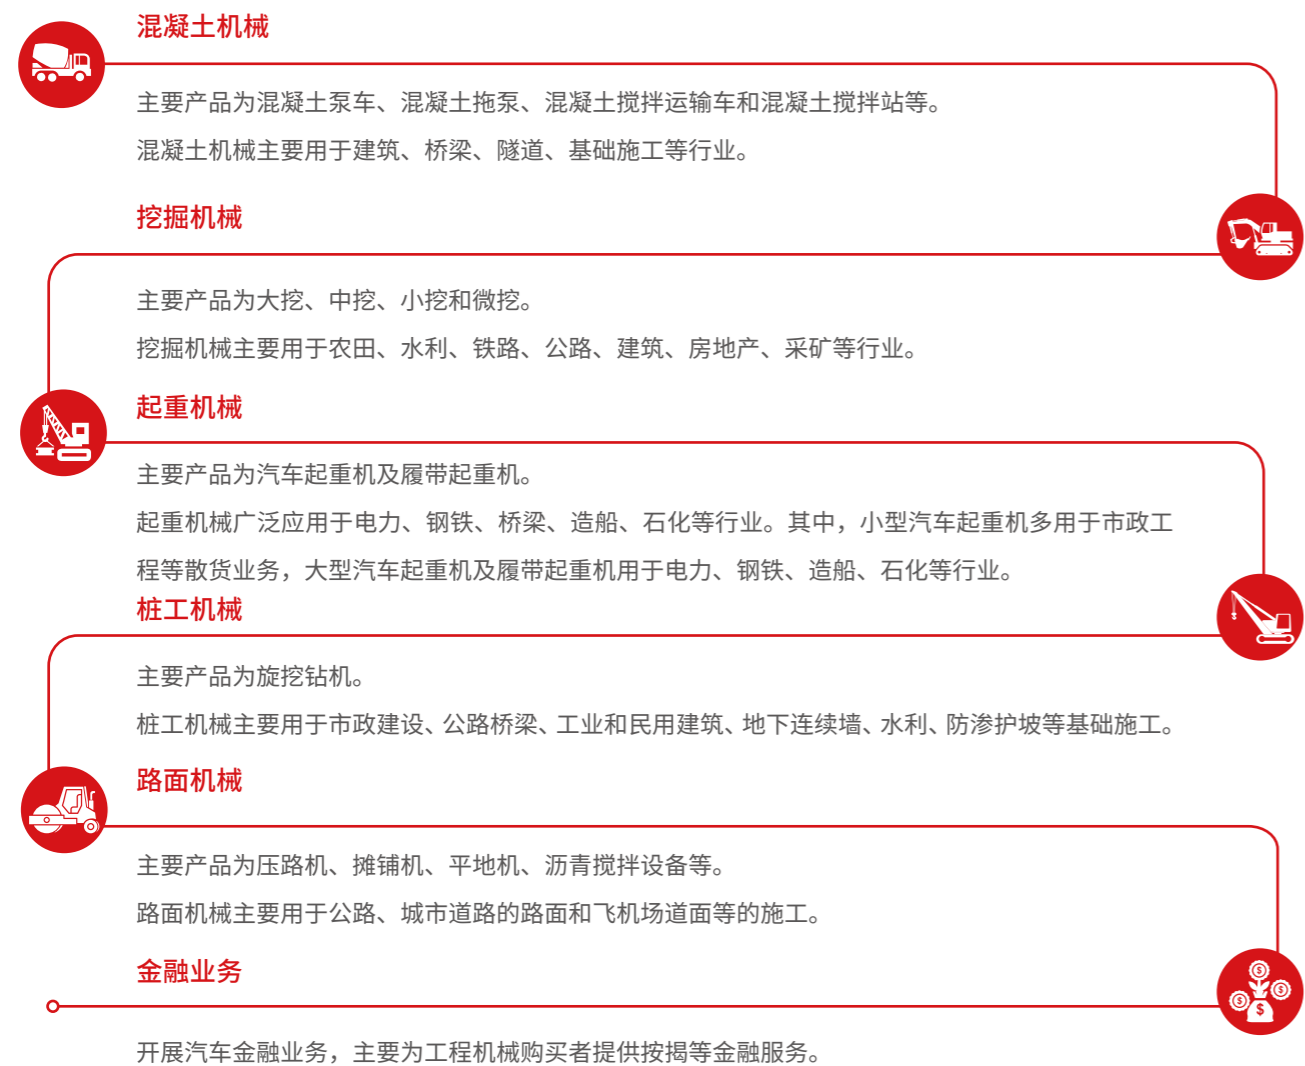 混凝土机械
主要产品为混凝土泵车、混凝土拖泵、混凝土搅拌运输车和混凝土搅拌站等。
混凝土机械主要用于建筑、桥梁、隧道、基础施工等行业。
挖掘机械
主要产品为大挖、中挖、小挖和微挖。
挖掘机械主要用于农田、水利、铁路、公路、建筑、房地产、采矿等行业。
起重机械
主要产品为汽车起重机及履带起重机。
起重机械广泛应用于电力、钢铁、桥梁、造船、石化等行业。其中，小型汽车起重机多用于市政工
程等散货业务，大型汽车起重机及履带起重机用于电力、钢铁、造船、石化等行业。
桩工机械
主要产品为旋挖钻机。
桩工机械主要用于市政建设、公路桥梁、工业和民用建筑、地下连续墙、水利、防渗护坡等基础施工。
路面机械
主要产品为压路机、摊铺机、平地机、沥青搅拌设备等。
路面机械主要用于公路、城市道路的路面和飞机场道面等的施工。
金融业务
开展汽车金融业务，主要为工程机械购买者提供按揭等金融服务。